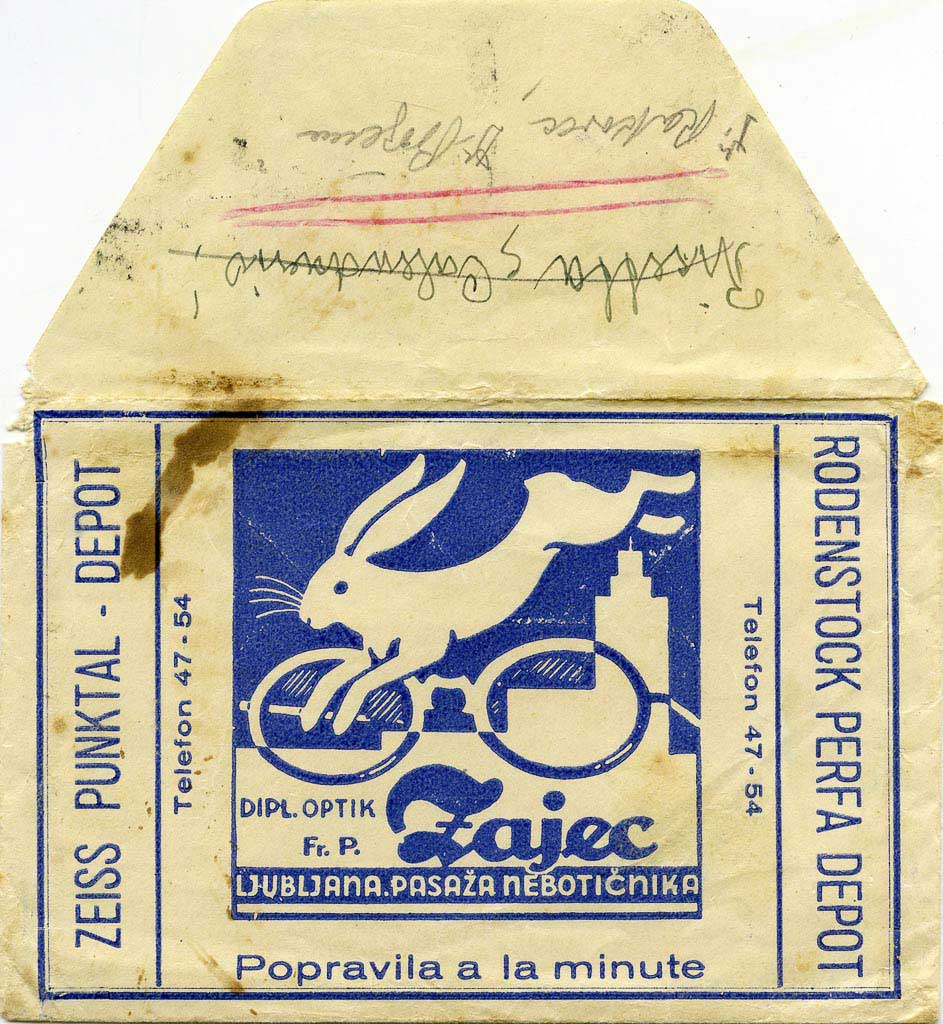 ZEISS PUNKTAL - DEPOT
Telefon 47-54
DIPL. OPTIK
Fr. P.
Zajec
LJUBLJANA. PASAŽA NEBOTIČNIKA
Popravila a la minute
Telefon 47-54
RODENSTOCK PERFA DEPOT